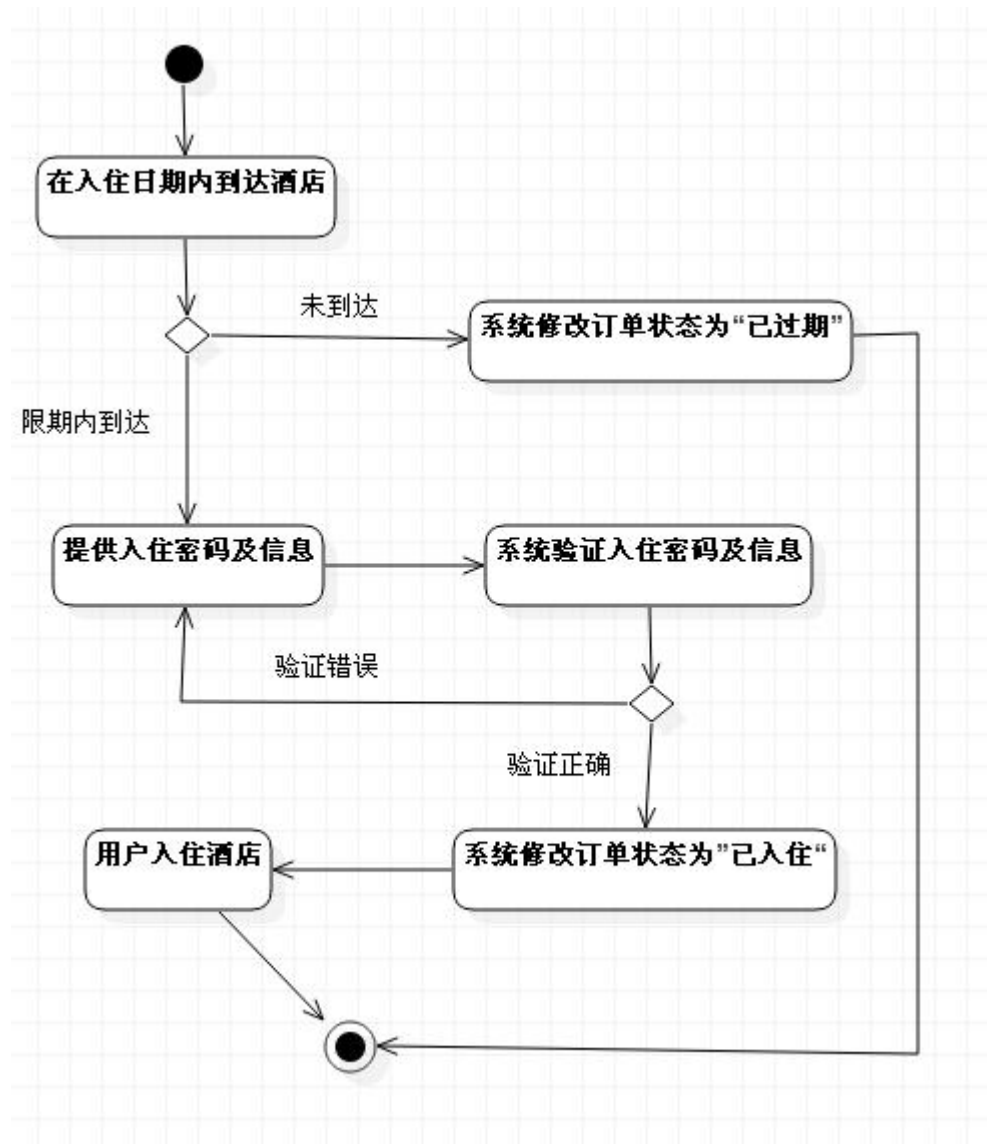 在入住日期内到达酒店
未到达
系统修改订单状态为“已过期”
限期内到达
提供入住密码及信息
系统验证入住密码及信息
验证错误
验证正确
用户入住酒店
系统修改订单状态为”已入住“